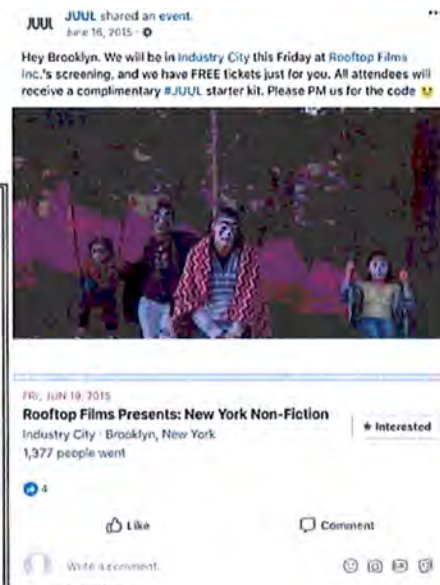 JUUL
JUUL shared an event.
June 16, 2015
Hey Brooklyn. We will be in Industry City this Friday at Rooftop Films
Inc.'s screening, and we have FREE tickets just for you. All attendees will
receive a complimentary #JUUL starter kit. Please PM us for the code
FRI, JUN 19, 2015
Rooftop Films Presents: New York Non-Fiction
Industry City · Brooklyn, New York
1,377 people went
★ Interested
4
Like
Comment
Write a comment.